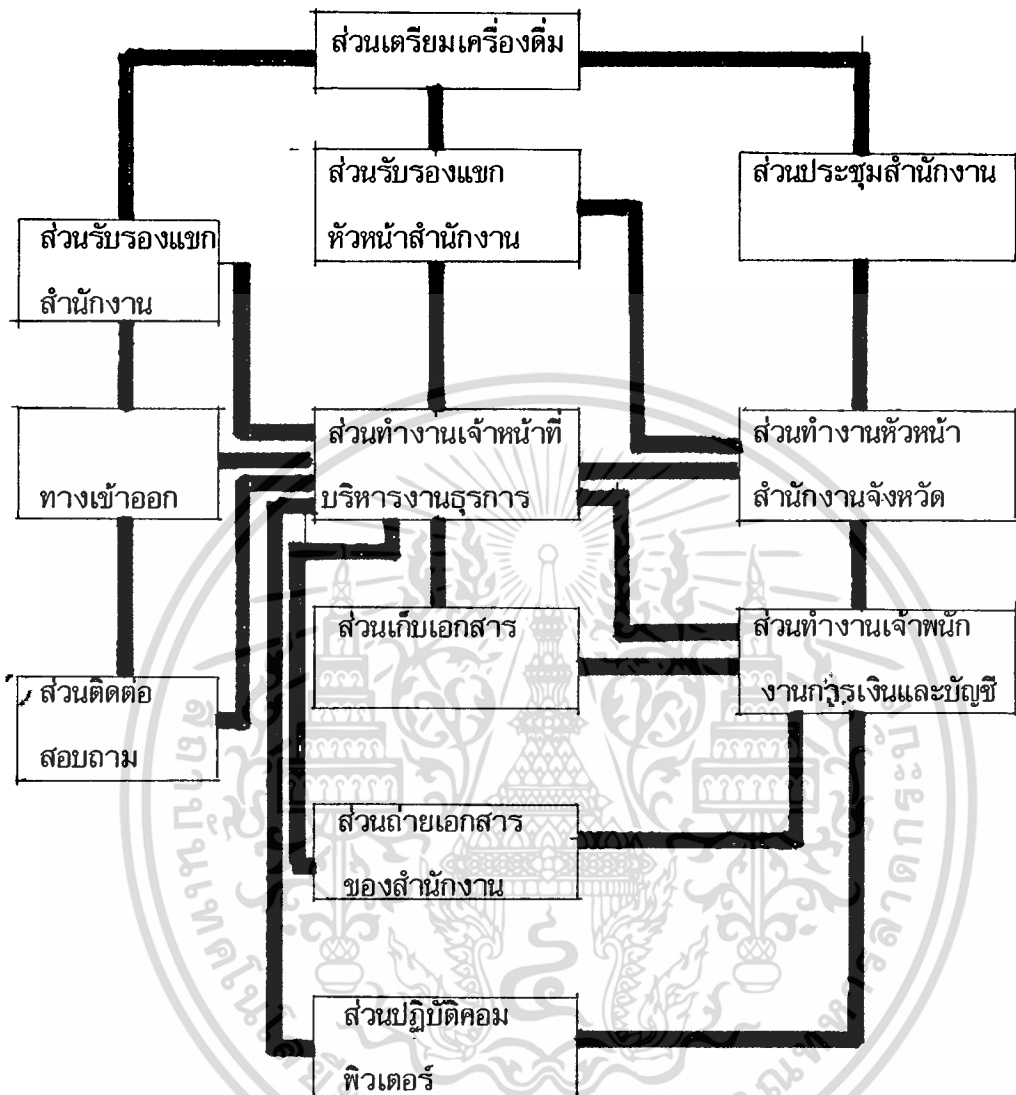 ส่วนเตรียมเครื่องดื่ม
ส่วนรับรองแขก
หัวหน้าสำนักงาน
ส่วนประชุมสำนักงาน
ส่วนรับรองแขก
สำนักงาน
ทางเข้าออก
ส่วนทำงานเจ้าหน้าที่
บริหารงานธุรการ
ส่วนทำงานหัวหน้า
สำนักงานจังหวัด
ส่วนเก็บเอกสาร
ส่วนทำงานเจ้าพนัก
งานการเงินและบัญชี
ส่วนติดต่อ
สอบถาม
ส่วนถ่ายเอกสาร
ของสำนักงาน
ส่วนปฏิบัติคอม
พิวเตอร์